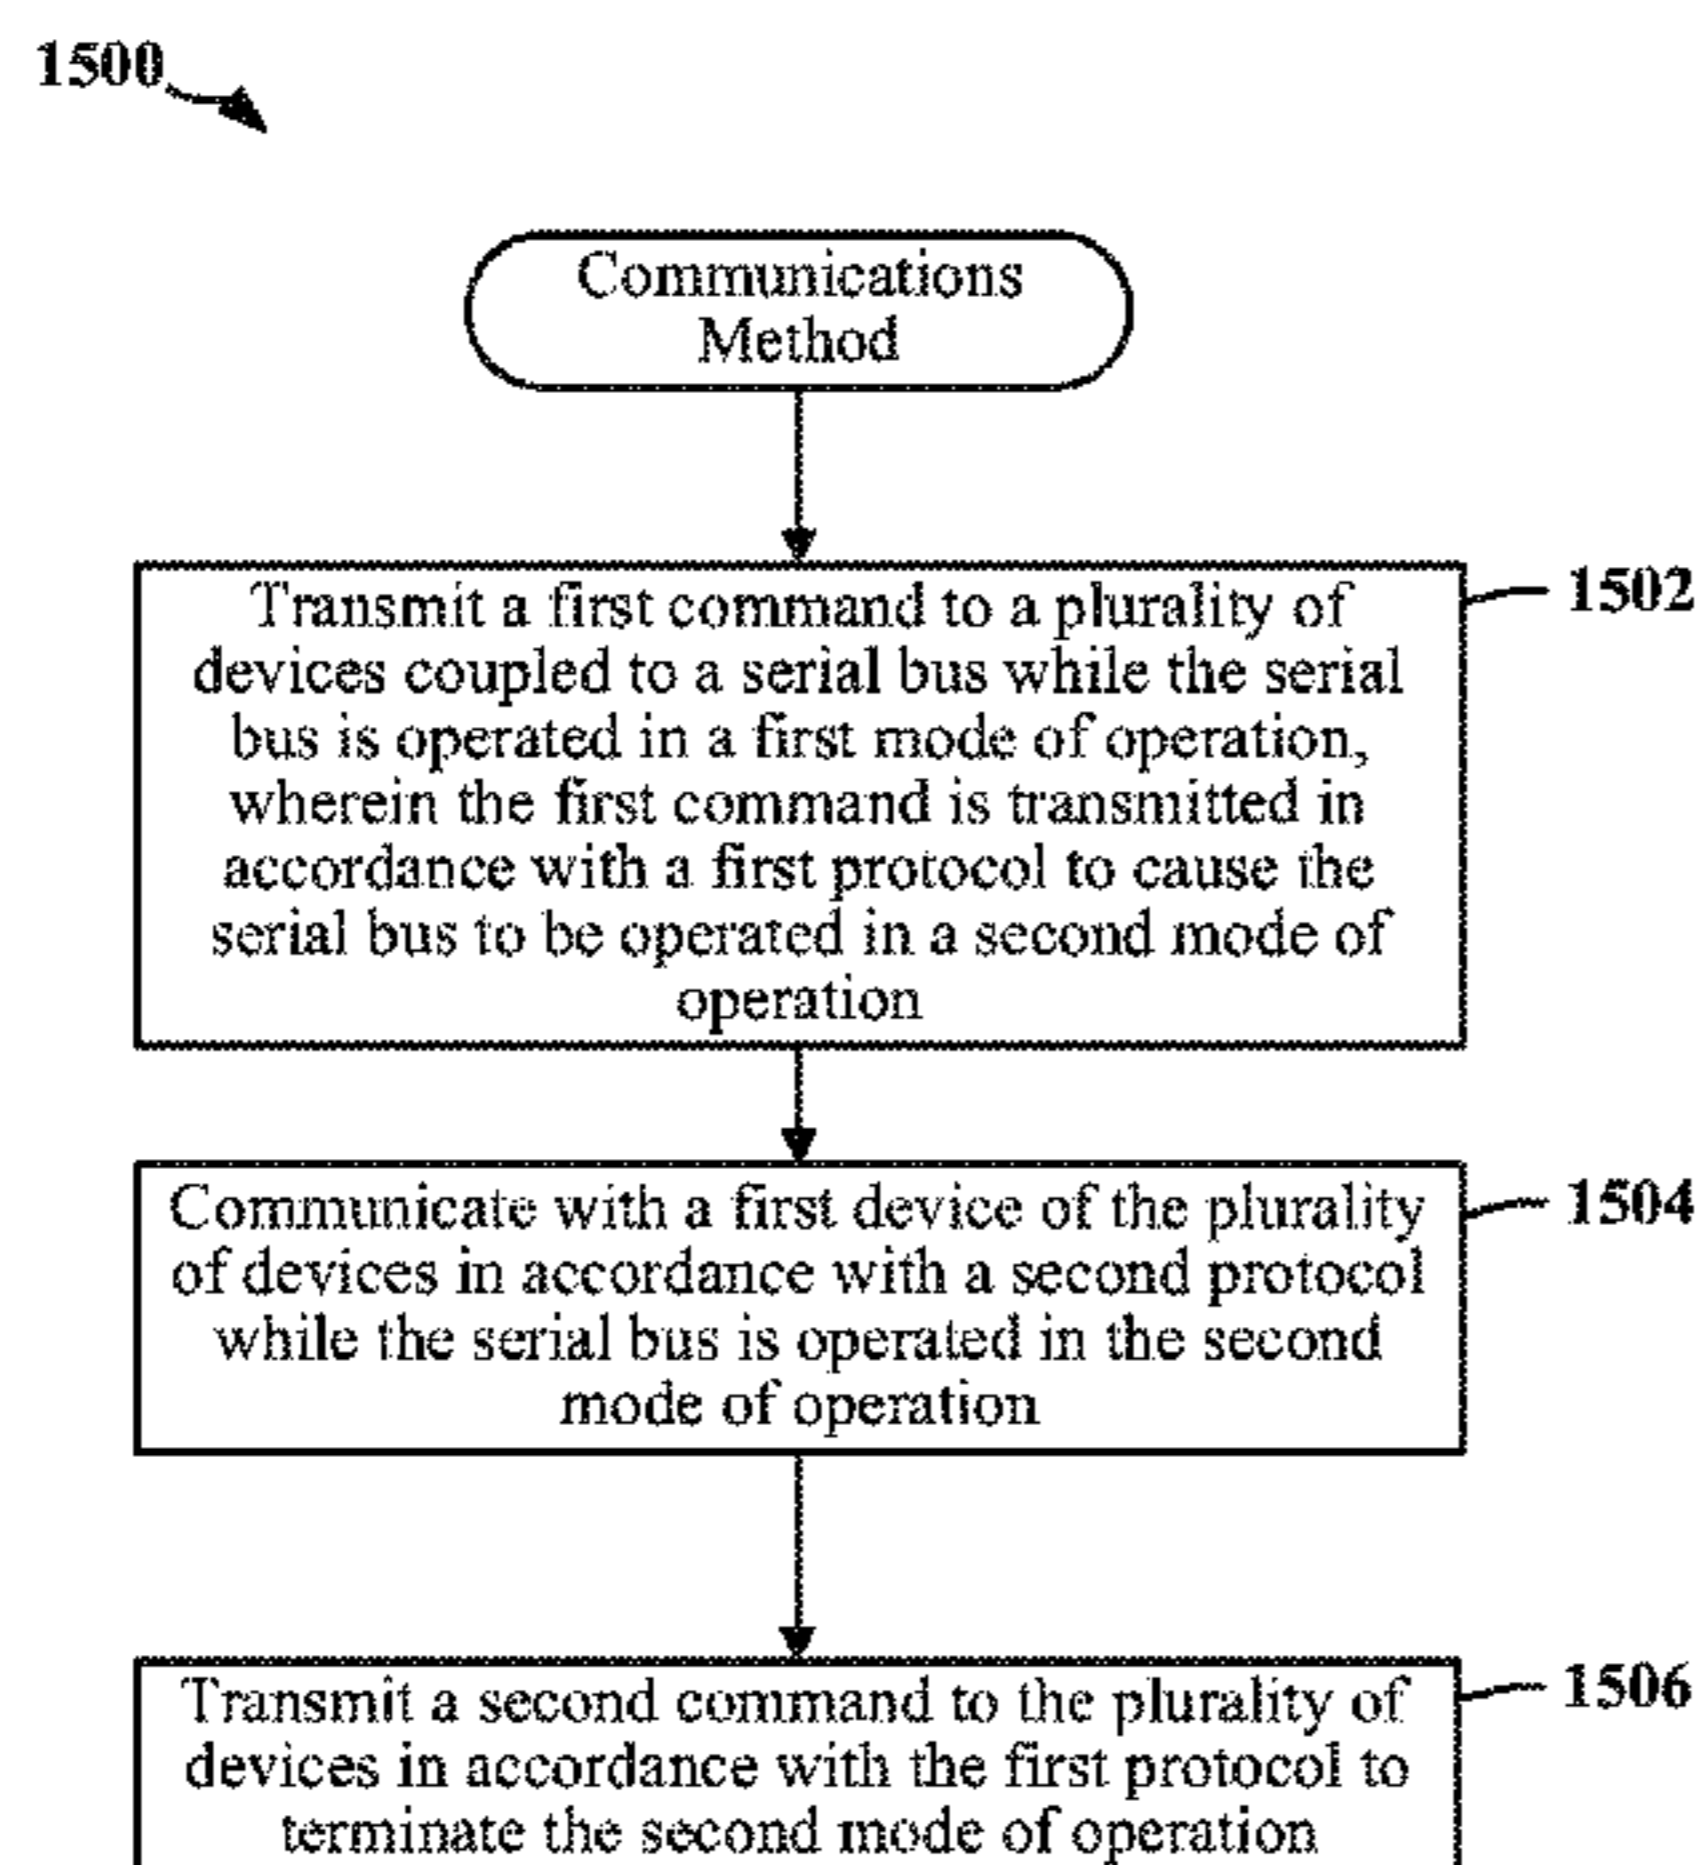 1500
Communications
Method
Transmit a first command to a plurality of
devices coupled to a serial bus while the serial
bus is operated in a first mode of operation,
wherein the first command is transmitted in
accordance with a first protocol to cause the
serial bus to be operated in a second mode of
operation
1502
Communicate with a first device of the plurality
of devices in accordance with a second protocol
while the serial bus is operated in the second
mode of operation
1504
Transmit a second command to the plurality of
devices in accordance with the first protocol to
terminate the second mode of operation
1506